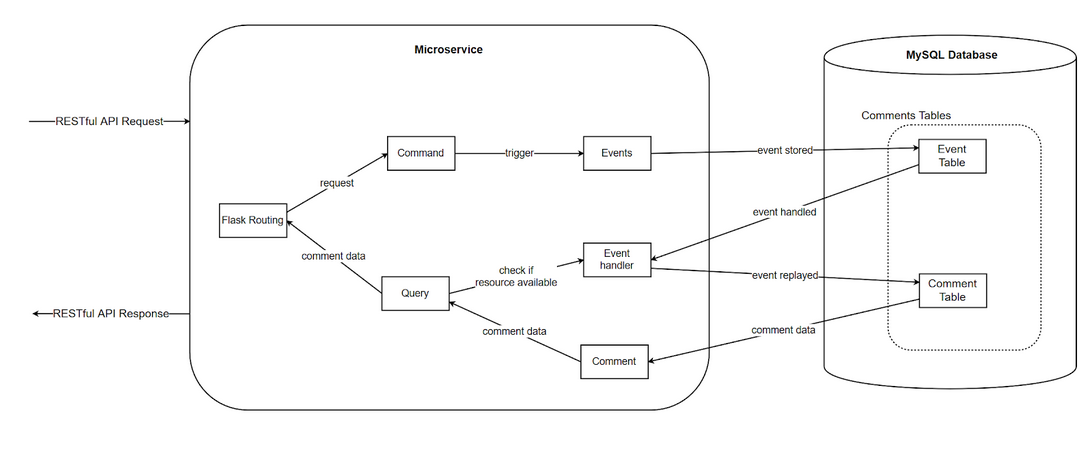 Microservice
MySQL Database
Comments Tables
RESTful API Request
Command
trigger
Events
event stored
Event
Table
request
Flask Routing
event handled
comment data
Event
handler
check if
resource available
event replayed
Query
Comment
Table
RESTful API Response
comment data
comment data
Comment